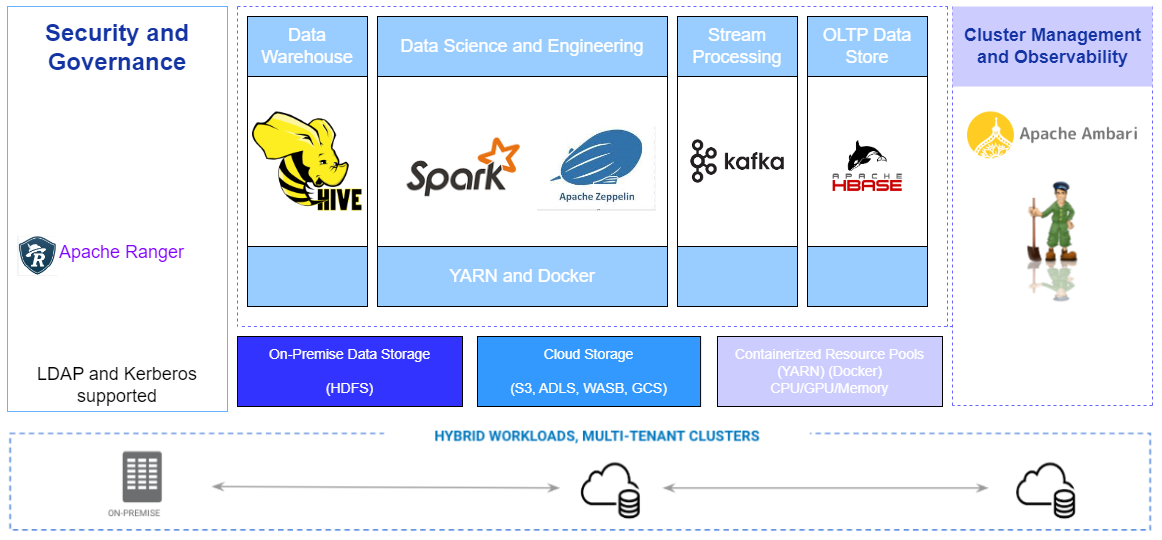 Security and
Governance
Apache Ranger
LDAP and Kerberos
supported
Data
Warehouse
HIVE
Data Science and Engineering
Spark
Apache Zeppelin
YARN and Docker
Stream
Processing
kafka
OLTP Data
Store
APACHE
HBASE
Cluster Management
and Observability
Apache Ambari
On-Premise Data Storage
(HDFS)
Cloud Storage
(S3, ADLS, WASB, GCS)
Containerized Resource Pools
(YARN) (Docker)
CPU/GPU/Memory
HYBRID WORKLOADS, MULTI-TENANT CLUSTERS
ON-PREMISE